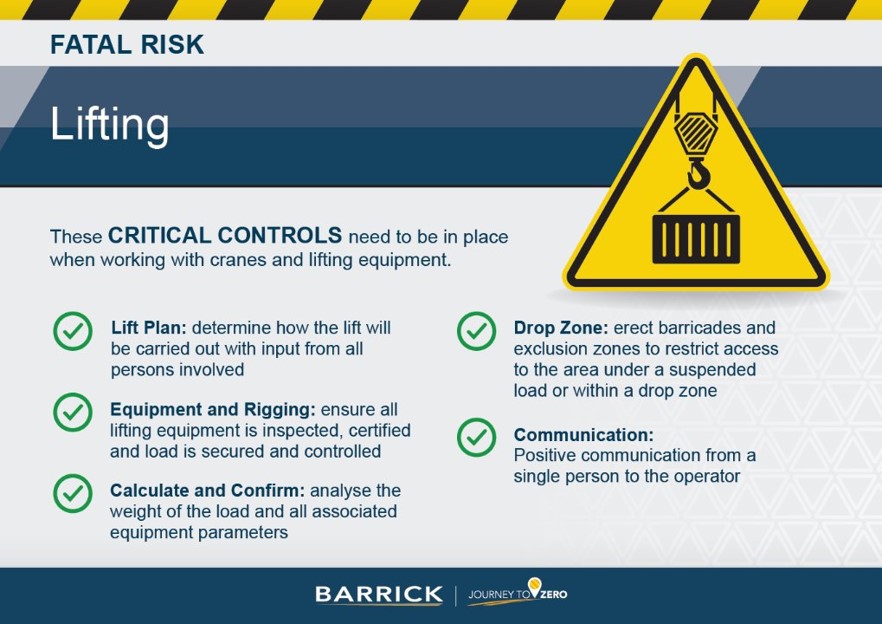 FATAL RISK
Lifting
These CRITICAL CONTROLS need to be in place
when working with cranes and lifting equipment.
Lift Plan: determine how the lift will
be carried out with input from all
persons involved
Equipment and Rigging: ensure all
lifting equipment is inspected, certified
and load is secured and controlled
Calculate and Confirm: analyse the
weight of the load and all associated
equipment parameters
Drop Zone: erect barricades and
exclusion zones to restrict access
to the area under a suspended
load or within a drop zone
Communication:
Positive communication from a
single person to the operator
BARRICK | JOURNEY TO ZERO